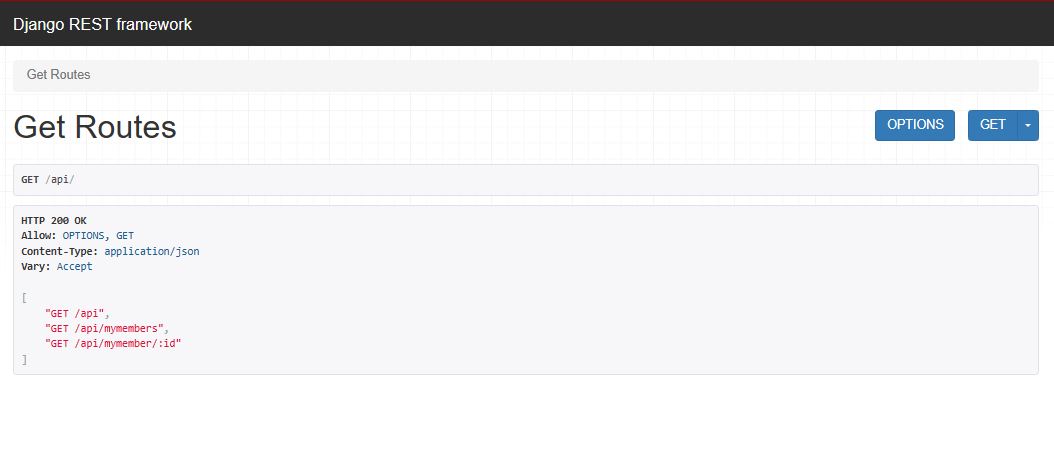 Django REST framework
Get Routes
Get Routes
OPTIONS
GET
GET /api/
HTTP 200 OK
Allow: OPTIONS, GET
Content-Type: application/json
Vary: Accept
[
    "GET /api",
    "GET /api/mymembers",
    "GET /api/mymember/:id"
]